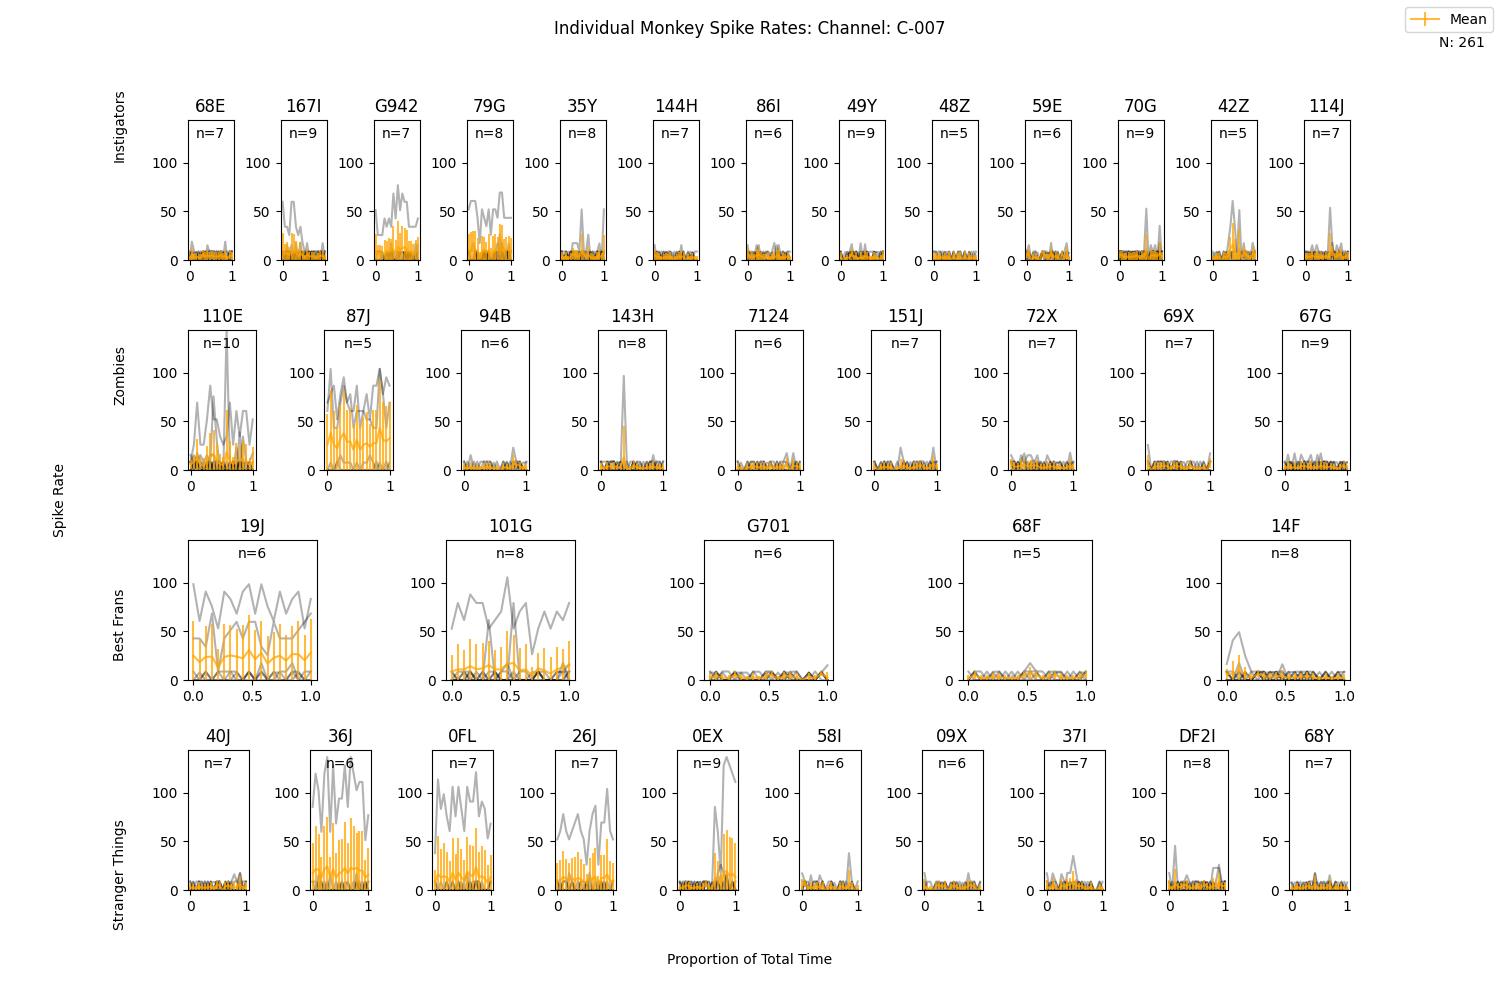 Individual Monkey Spike Rates: Channel: C-007
Mean
N: 261
Instigators
68E 167I G942 79G 35Y 144H 86I 49Y 48Z 59E 70G 42Z 114J
n=7 n=9 n=7 n=8 n=8 n=7 n=6 n=9 n=5 n=6 n=9 n=5 n=7
100 100 100 100 100 100 100 100 100 100 100 100 100
50 50 50 50 50 50 50 50 50 50 50 50 50
0 0 0 0 0 0 0 0 0 0 0 0 0
0 1 0 1 0 1 0 1 0 1 0 1 0 1 0 1 0 1 0 1 0 1 0 1 0 1
Zombies
110E 87J 94B 143H 7124 151J 72X 69X 67G
n=10 n=5 n=6 n=8 n=6 n=7 n=7 n=7 n=9
100 100 100 100 100 100 100 100 100
50 50 50 50 50 50 50 50 50
0 0 0 0 0 0 0 0 0
0 1 0 1 0 1 0 1 0 1 0 1 0 1 0 1 0 1
Spike Rate
Best Frans
19J 101G G701 68F 14F
n=6 n=8 n=6 n=5 n=8
100 100 100 100 100
50 50 50 50 50
0 0 0 0 0
0.0 0.5 1.0 0.0 0.5 1.0 0.0 0.5 1.0 0.0 0.5 1.0 0.0 0.5 1.0
Stranger Things
40J 36J 0FL 26J 0EX 58I 09X 37I DF2I 68Y
n=7 n=6 n=7 n=7 n=9 n=6 n=6 n=7 n=8 n=7
100 100 100 100 100 100 100 100 100 100
50 50 50 50 50 50 50 50 50 50
0 0 0 0 0 0 0 0 0 0
0 1 0 1 0 1 0 1 0 1 0 1 0 1 0 1 0 1 0 1
Proportion of Total Time